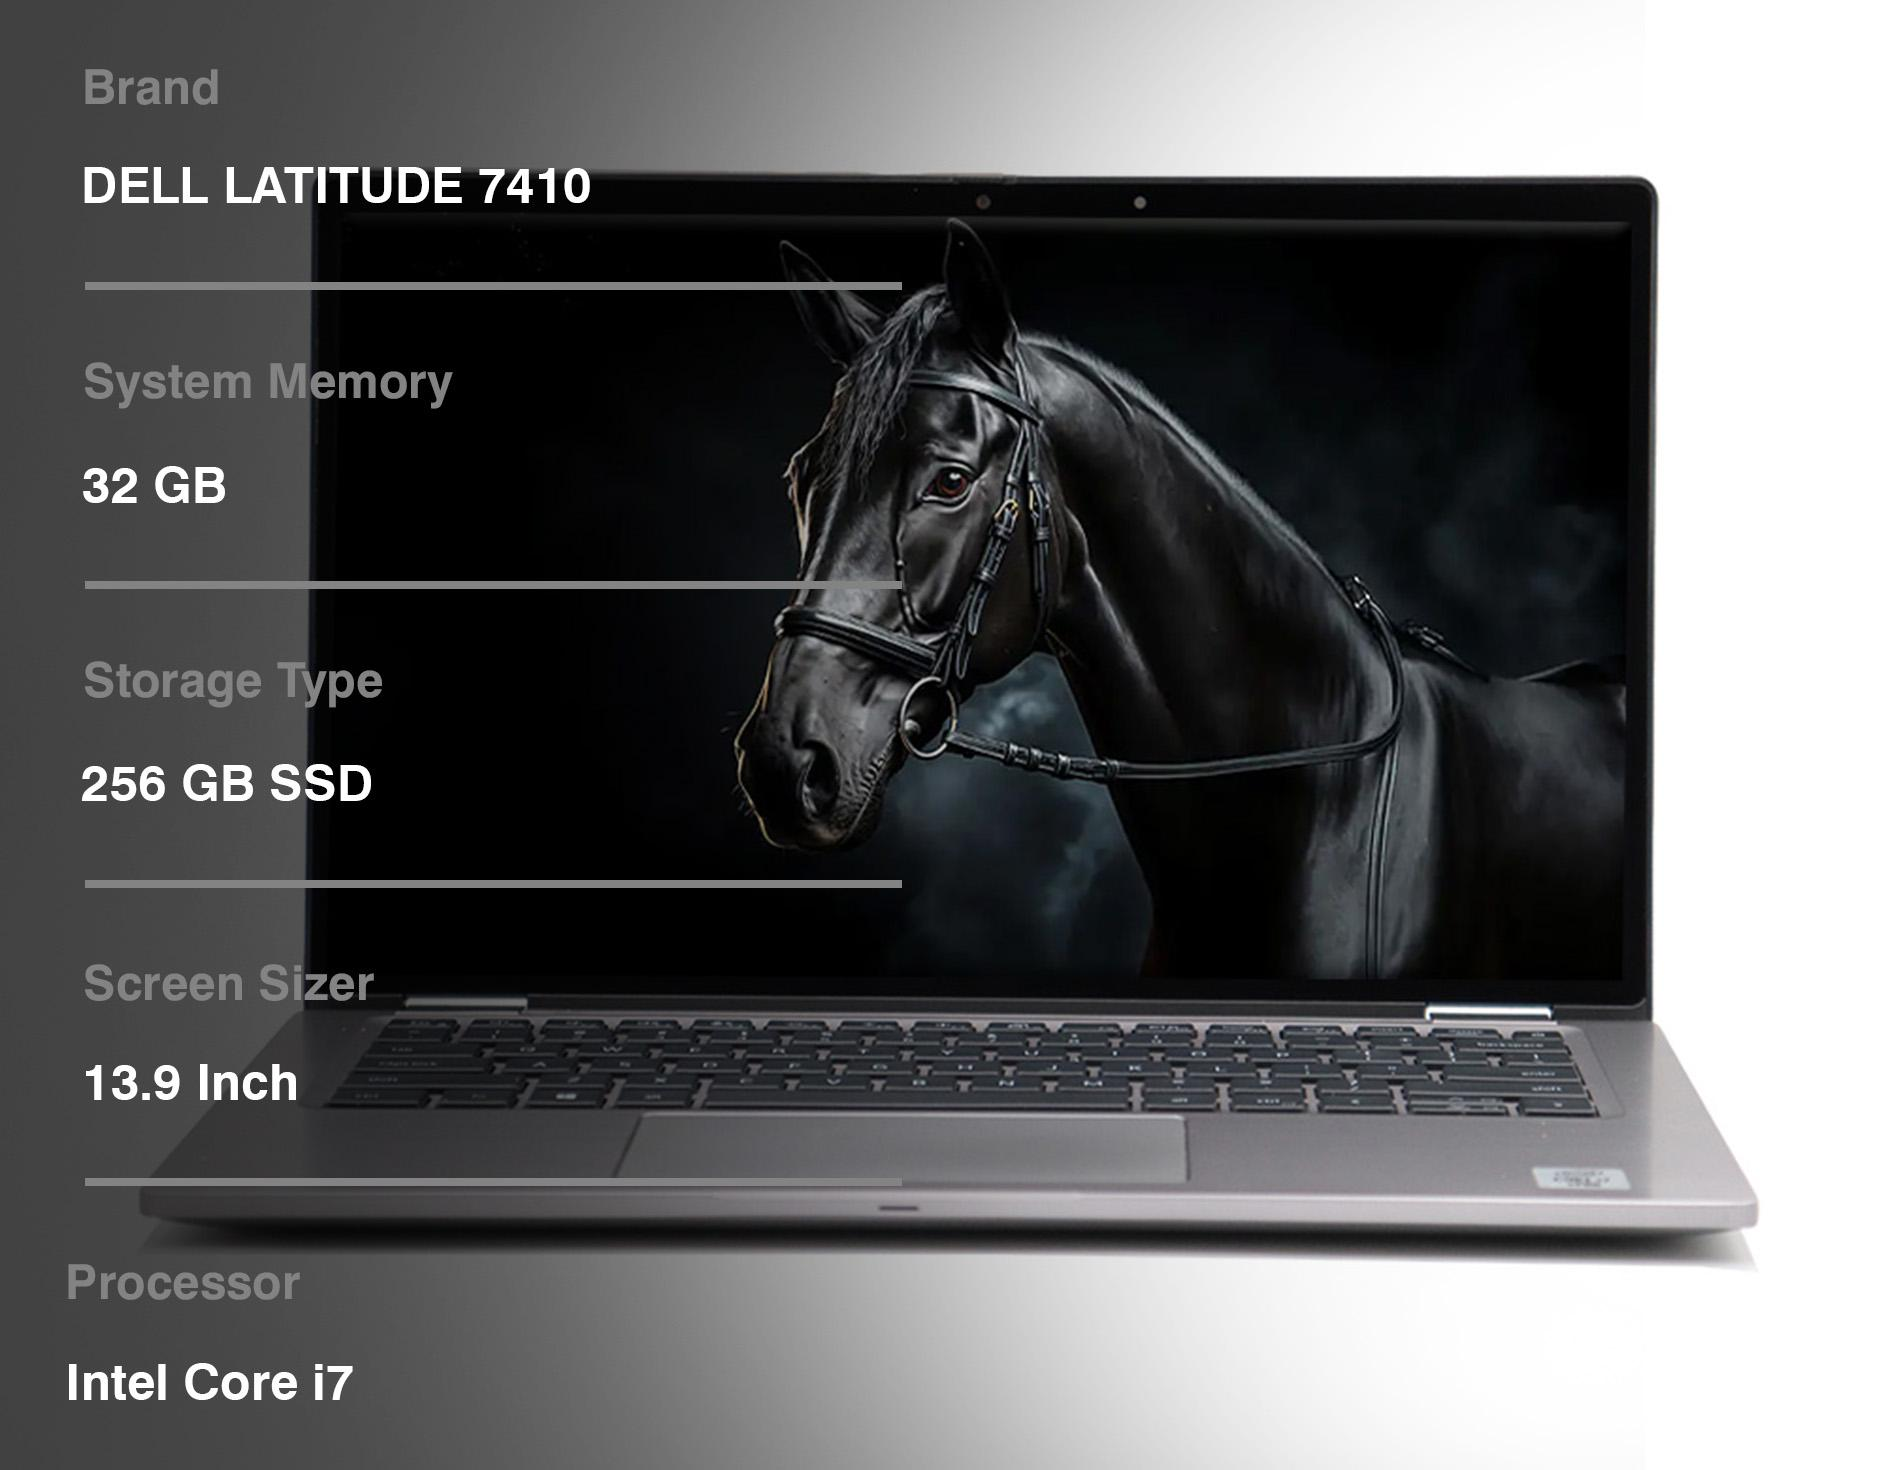 Brand
DELL LATITUDE 7410
System Memory
32 GB
Storage Type
256 GB SSD
Screen Sizer
13.9 Inch
Processor
Intel Core i7